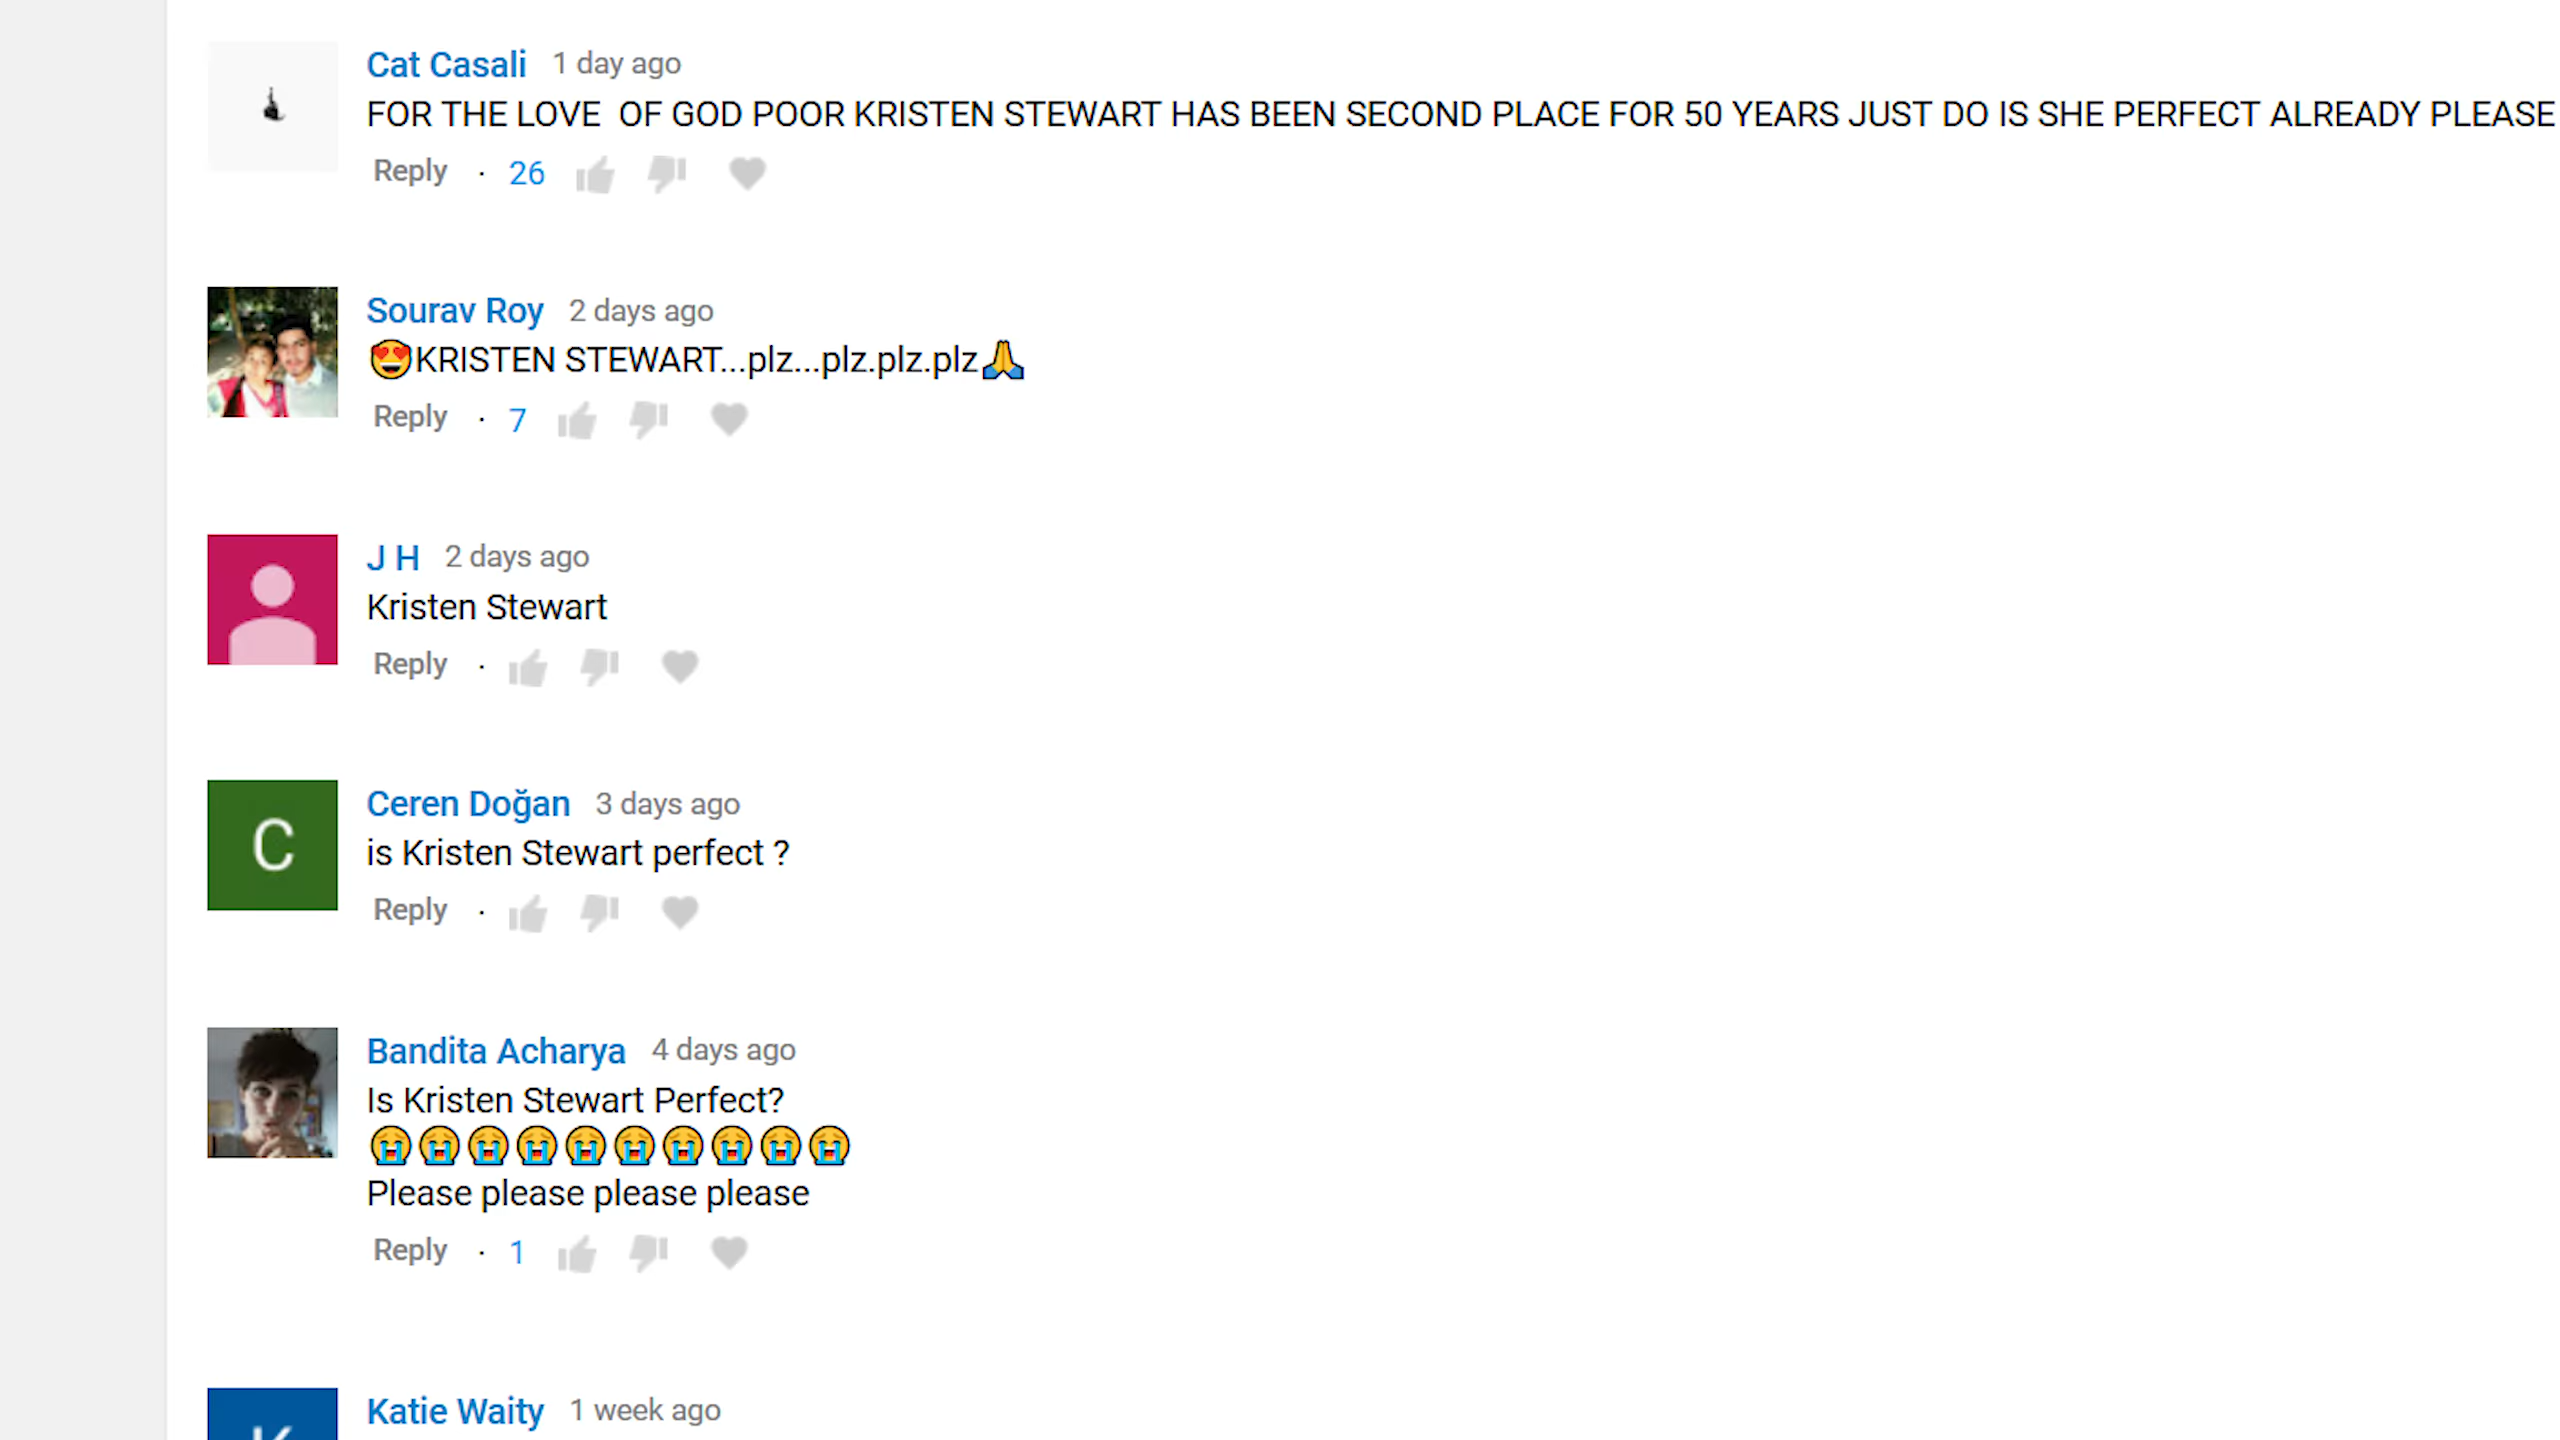 Cat Casali 1 day ago
FOR THE LOVE OF GOD POOR KRISTEN STEWART HAS BEEN SECOND PLACE FOR 50 YEARS JUST DO IS SHE PERFECT ALREADY PLEASE
Reply · 26
Sourav Roy 2 days ago
😍KRISTEN STEWART...plz...plz.plz.plz🙏
Reply · 7
J H 2 days ago
Kristen Stewart
Reply ·
C
Ceren Doğan 3 days ago
is Kristen Stewart perfect ?
Reply ·
Bandita Acharya 4 days ago
Is Kristen Stewart Perfect?
😭😭😭😭😭😭😭😭😭😭
Please please please please
Reply · 1
K
Katie Waity 1 week ago